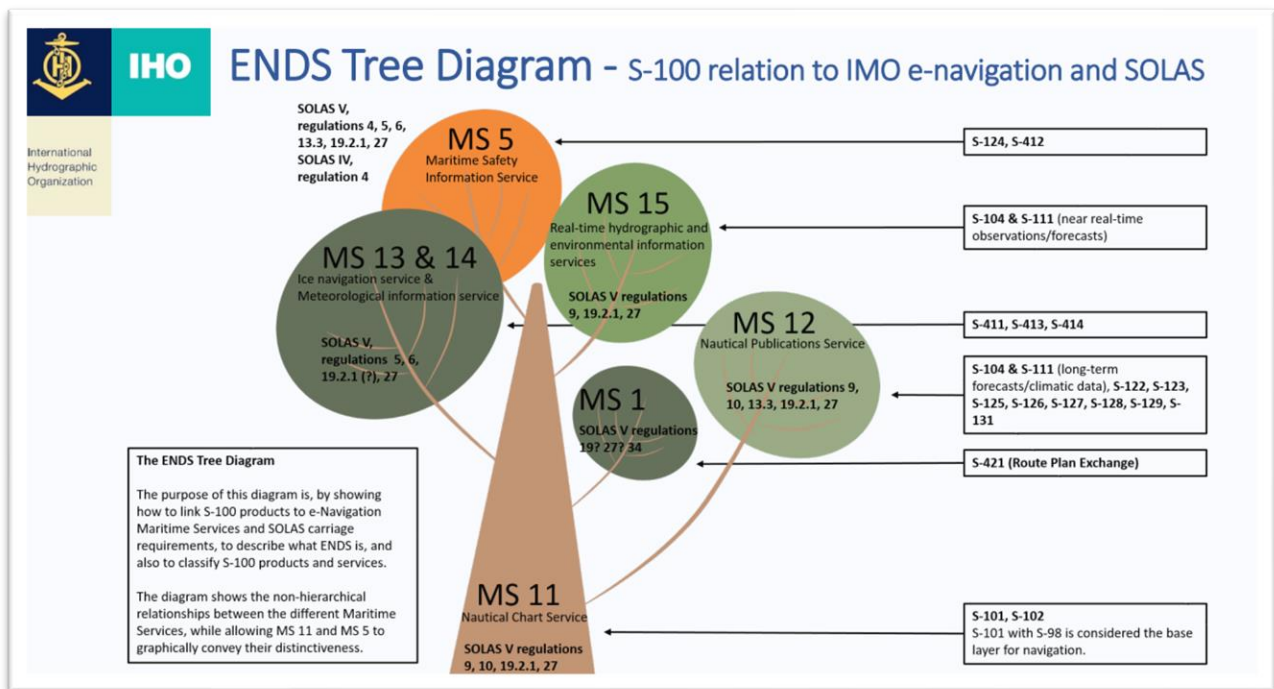 IHO
International
Hydrographic
Organization
ENDS Tree Diagram - S-100 relation to IMO e-navigation and SOLAS
SOLAS V,
regulations 4, 5, 6,
13.3, 19.2.1, 27
SOLAS IV,
regulation 4
MS 5
Maritime Safety
Information Service
S-124, S-412
MS 15
Real-time hydrographic and
environmental information
services
SOLAS V regulations
9, 19.2.1, 27
S-104 & S-111 (near real-time
observations/forecasts)
MS 13 & 14
Ice navigation service &
Meteorological information service
SOLAS V,
regulations 5, 6,
19.2.1 (?), 27
S-411, S-413, S-414
MS 12
Nautical Publications Service
SOLAS V regulations 9,
10, 13.3, 19.2.1, 27
S-104 & S-111 (long-term
forecasts/climatic data), S-122, S-123,
S-125, S-126, S-127, S-128, S-129, S-
131
MS 1
SOLAS V regulations
19? 27? 34
S-421 (Route Plan Exchange)
The ENDS Tree Diagram
The purpose of this diagram is, by showing
how to link S-100 products to e-Navigation
Maritime Services and SOLAS carriage
requirements, to describe what ENDS is, and
also to classify S-100 products and services.
The diagram shows the non-hierarchical
relationships between the different Maritime
Services, while allowing MS 11 and MS 5 to
graphically convey their distinctiveness.
MS 11
Nautical Chart Service
SOLAS V regulations
9, 10, 19.2.1, 27
S-101, S-102
S-101 with S-98 is considered the base
layer for navigation.